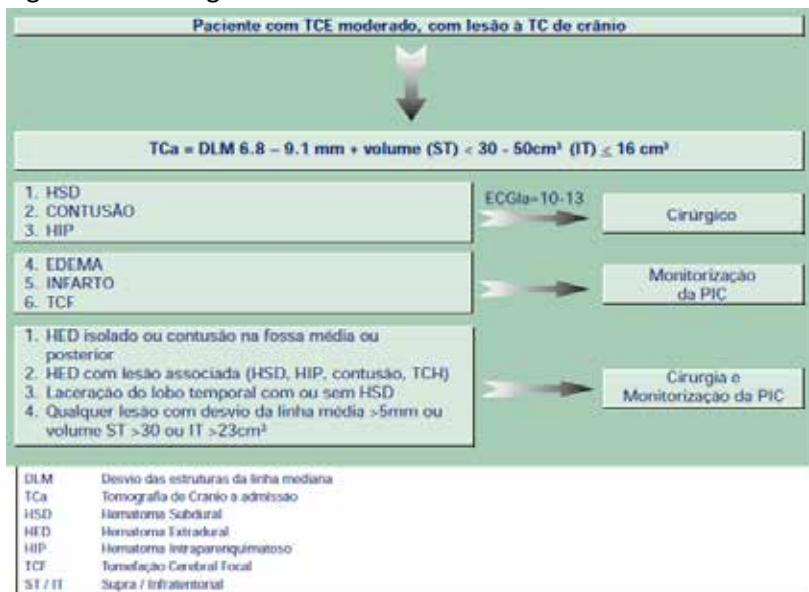 Paciente com TCE moderado, com lesão à TC de crânio
TCa = DLM 6.8 – 9.1 mm + volume (ST) < 30 - 50cm³ (IT) ≤ 16 cm³
1. HSD
2. CONTUSÃO
3. HIP
ECGla=10-13
Cirúrgico
4. EDEMA
5. INFARTO
6. TCF
Monitorização
da PIC
1. HED isolado ou contusão na fossa média ou
posterior
2. HED com lesão associada (HSD, HIP, contusão, TCH)
3. Laceração do lobo temporal com ou sem HSD
4. Qualquer lesão com desvio da linha média >5mm ou
volume ST >30 ou IT >23cm³
Cirurgia e
Monitorização da PIC
DLM Desvio das estruturas da linha mediana
TCa Tomografia de Cranio a admissão
HSD Hematoma Subdural
HED Hematoma Extradural
HIP Hematoma Intraparenquimatoso
TCF Tumefação Cerebral Focal
ST / IT Supra / Infratentorial